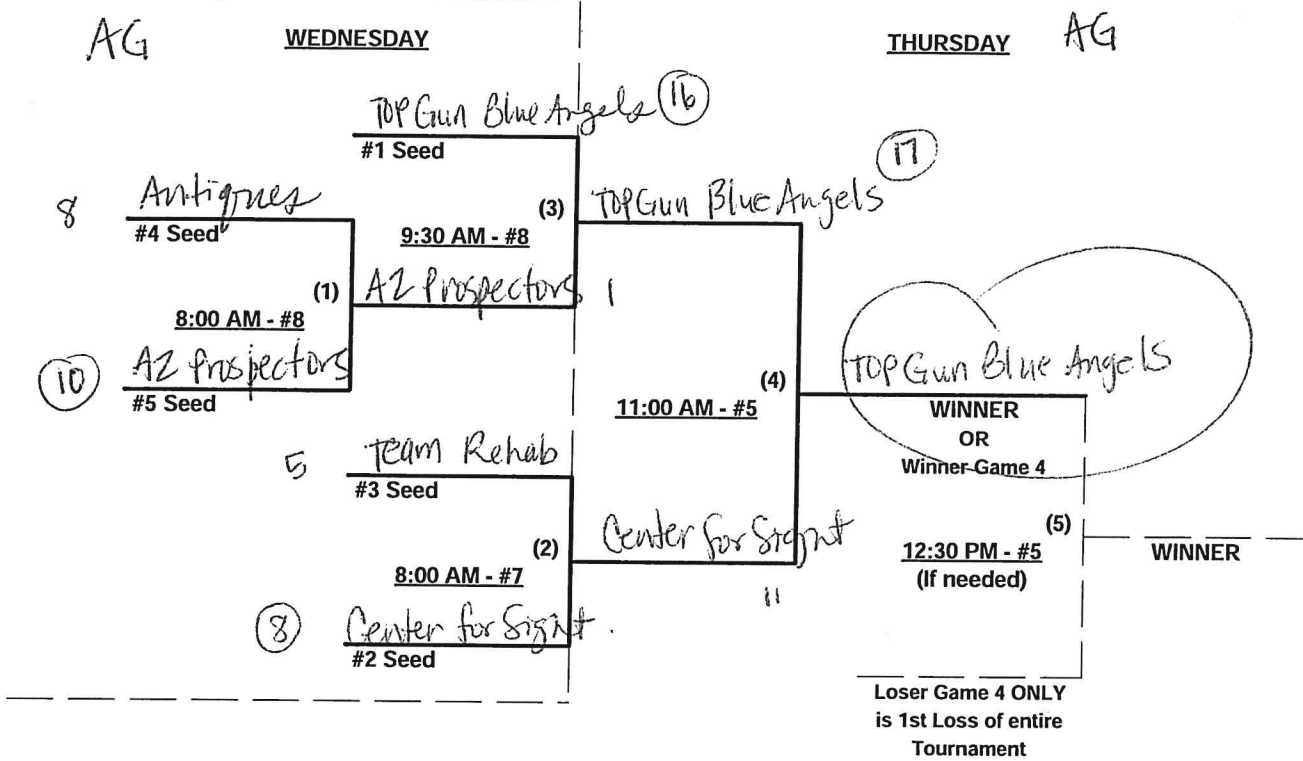 AG
WEDNESDAY
THURSDAY
AG
TOP Gun Blue Angels 16
#1 Seed
17
8 Antiques
#4 Seed
(3)
TOP Gun Blue Angels
9:30 AM - #8
(1)
AZ Prospectors 1
8:00 AM - #8
10 AZ Prospectors
#5 Seed
(4)
TOP Gun Blue Angels
11:00 AM - #5
WINNER
OR
Winner Game 4
5 Team Rehab
#3 Seed
(2)
Center for Sight
11
8:00 AM - #7
(5)
12:30 PM - #5
(If needed)
WINNER
8 Center for Sight.
#2 Seed
Loser Game 4 ONLY
is 1st Loss of entire
Tournament